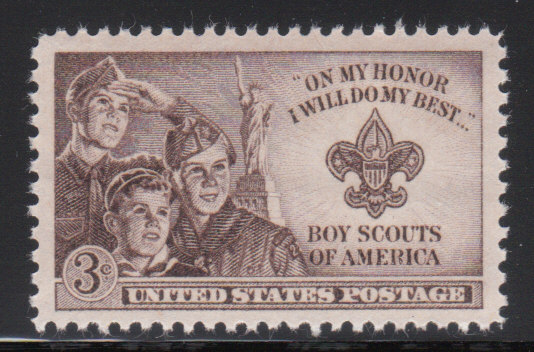 "ON MY HONOR
I WILL DO MY BEST..."
BOY SCOUTS
OF AMERICA
3¢
UNITED STATES POSTAGE